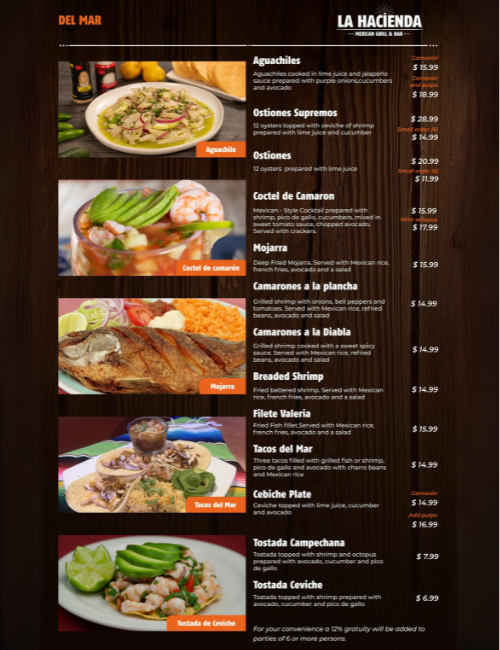 DEL MAR
LA HACIENDA
MEXICAN GRILL & BAR
Aguachiles
Camarón
$ 15.99
Aguachiles cooked in lime juice and jalapeño
sauce prepared with purple onions,cucumbers
and avocado
Camarón
and pulpo
$ 18.99
Aguachile
Ostiones Supremos
$ 28.99
12 oysters topped with ceviche of shrimp
prepared with lime juice and cucumber
Small order (6)
$ 14.99
Ostiones
$ 20.99
12 oysters prepared with lime juice
Small order (6)
$ 11.99
Coctel de Camaron
Mexican - Style Cocktail prepared with
shrimp, pico de gallo, cucumbers, mixed in
sweet tomato sauce, chopped avocado.
Served with crackers.
$ 15.99
With octopus
$ 17.99
Coctel de camarón
Mojarra
Deep Fried Mojarra, Served with Mexican rice,
french fries, avocado and a salad
$ 15.99
Camarones a la plancha
Grilled shrimp with onions, bell peppers and
tomatoes. Served with Mexican rice, refried
beans, avocado and salad
$ 14.99
Camarones a la Diabla
Grilled shrimp cooked with a sweet spicy
sauce. Served with Mexican rice, refried
beans, avocado and salad
$ 14.99
Mojarra
Breaded Shrimp
Fried battered shrimp. Served with Mexican
rice, french fries, avocado and a salad
$ 14.99
Filete Valeria
Fried Fish fillet.Served with Mexican rice,
french fries, avocado and a salad
$ 15.99
Tacos del Mar
Three tacos filled with grilled fish or shrimp,
pico de gallo and avocado with charro beans
and Mexican rice
$ 14.99
Tacos del Mar
Cebiche Plate
Ceviche topped with lime juice, cucumber
and avocado
Camarón
$ 14.99
Add pulpo
$ 16.99
Tostada Campechana
Tostada topped with shrimp and octopus
prepared with avocado, cucumber and pico
de gallo
$ 7.99
Tostada Ceviche
Tostada topped with shrimp prepared with
avocado, cucumber and pico de gallo
$ 6.99
Tostada de Ceviche
For your convenience a 12% gratuity will be added to
parties of 6 or more persons.